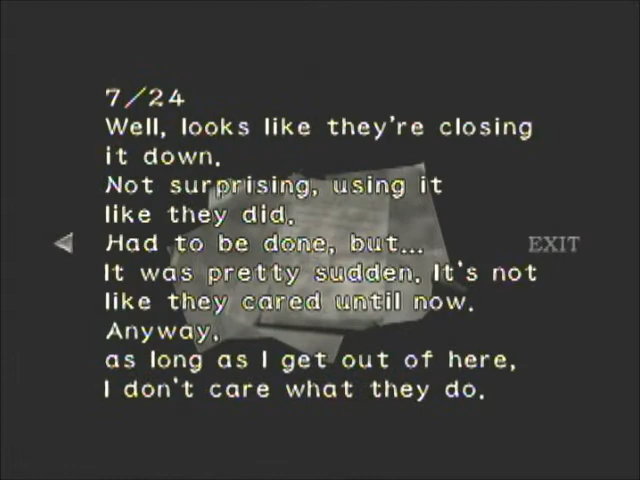 7/24
Well, looks like they're closing
it down.
Not surprising, using it
like they did.
Had to be done, but...
It was pretty sudden. It's not
like they cared until now.
Anyway,
as long as I get out of here,
I don't care what they do.
EXIT